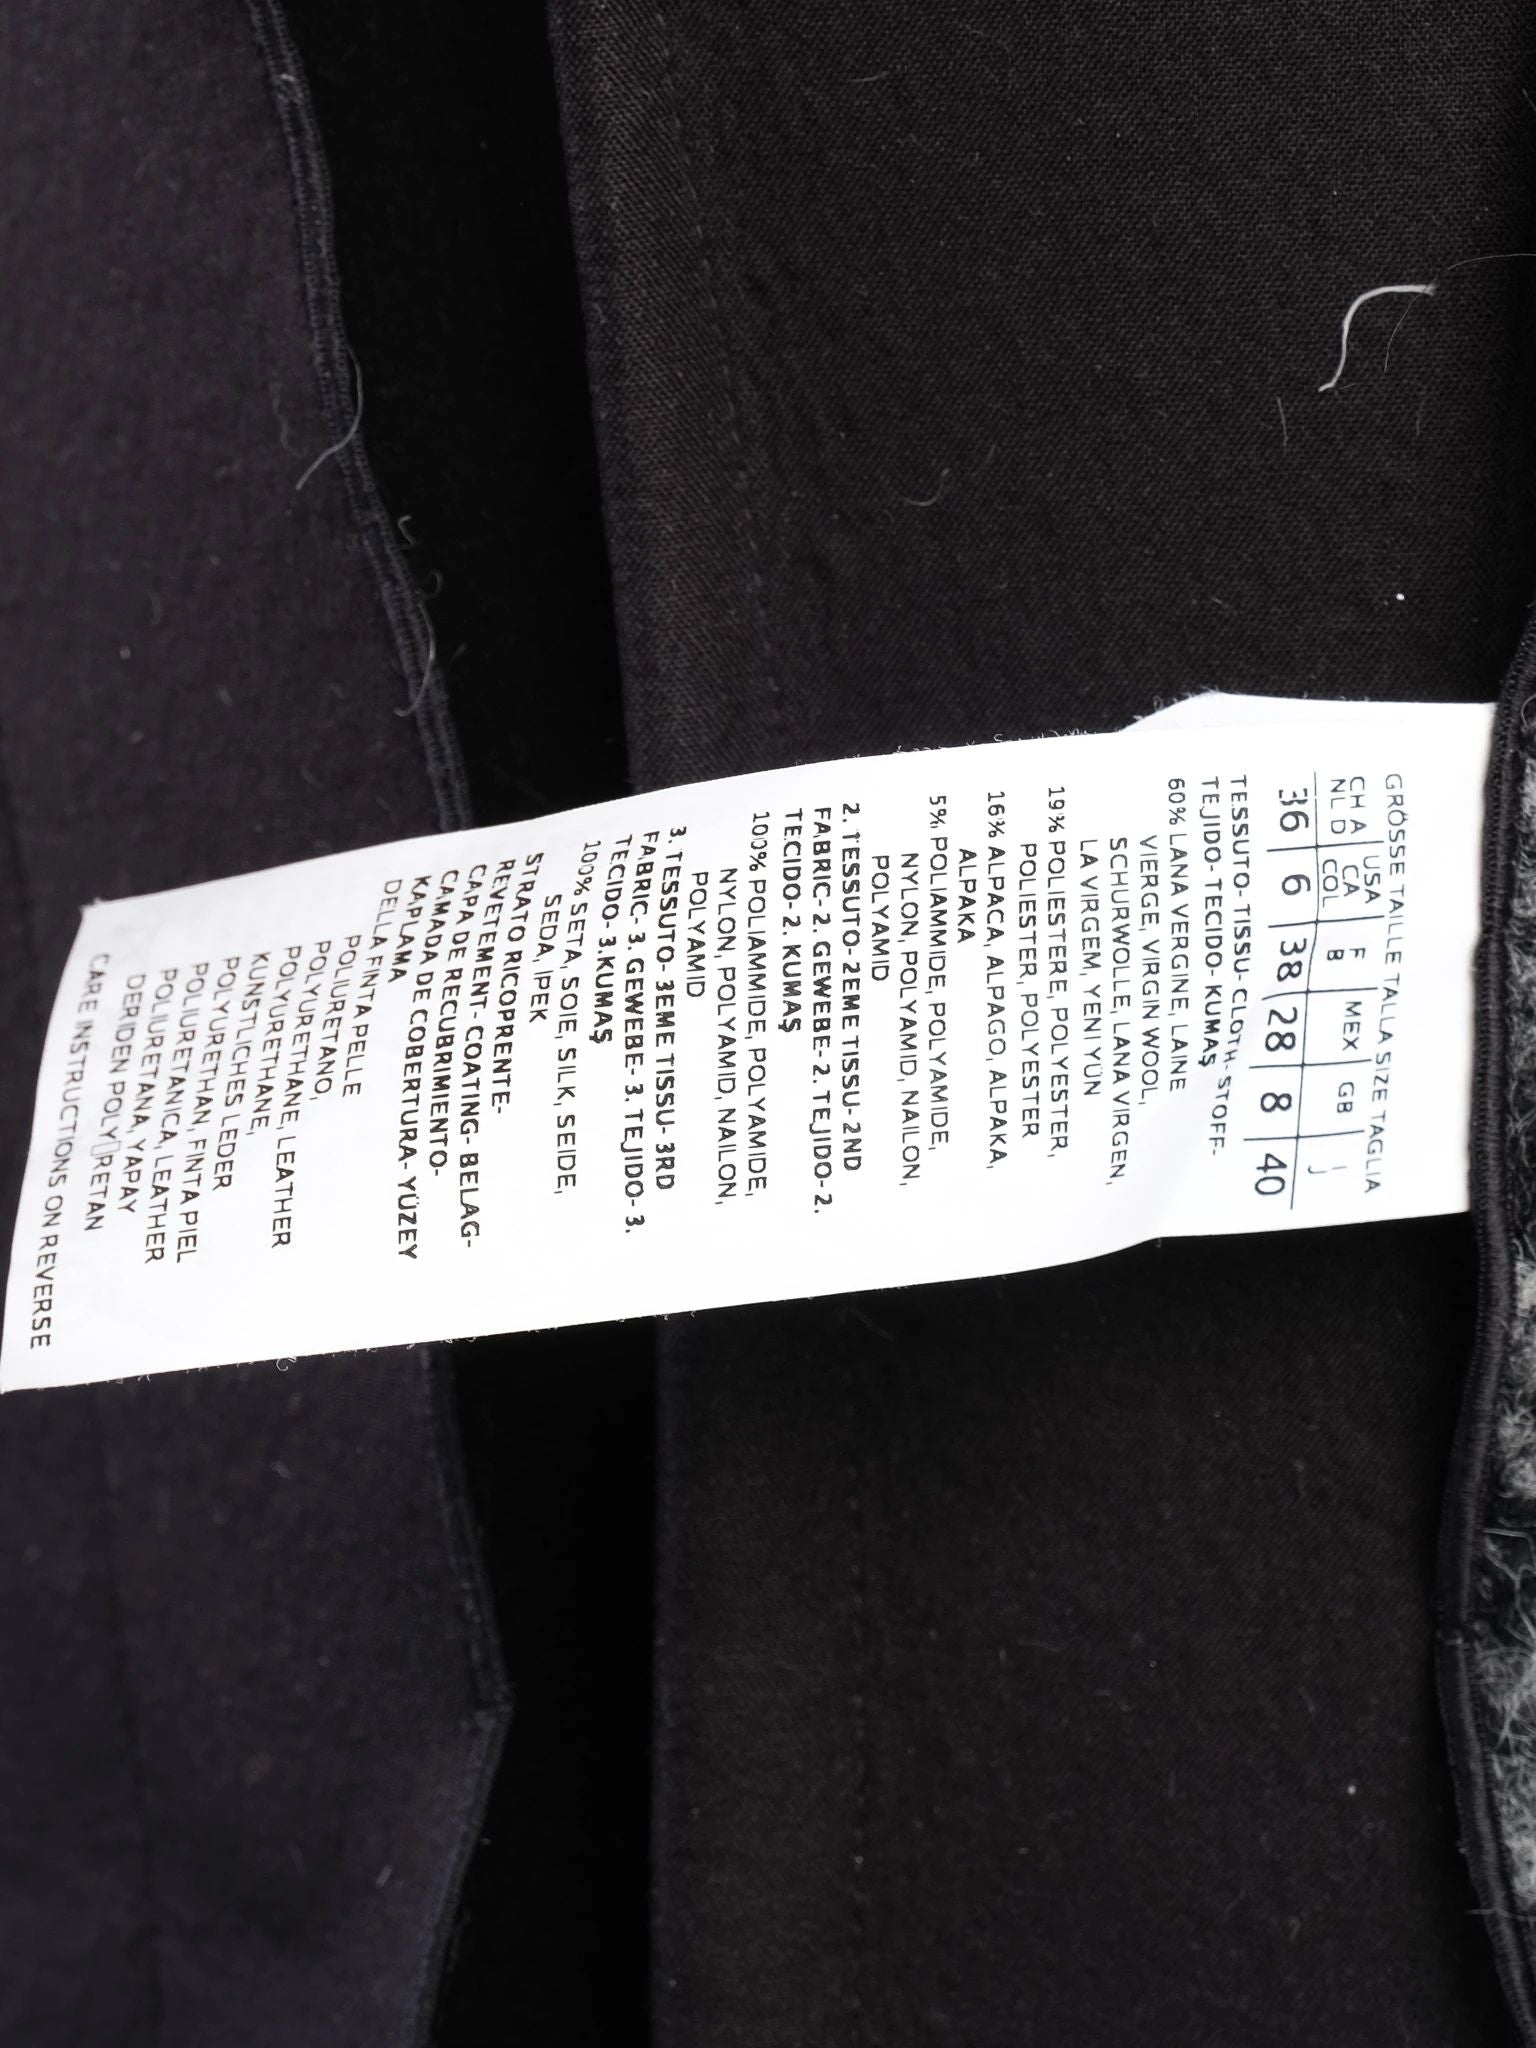 GRÖSSE TAILLE TALLA SIZE TAGLIA
CH A USA F MEX GB I
NL D CA COL B J
36 6 38 28 8 40
TESSUTO- TISSU- CLOTH- STOFF-
TEJIDO- TECIDO- KUMAŞ
60% LANA VERGINE, LAINE
VIERGE, VIRGIN WOOL,
SCHURWOLLE, LANA VIRGEN,
LA VIRGEM, YENI YÜN
19% POLIESTERE, POLYESTER,
POLIESTER, POLYESTER
16% ALPACA, ALPAGO, ALPAKA,
ALPAKA
5% POLIAMMIDE, POLYAMIDE,
NYLON, POLYAMID, NAILON,
POLYAMID
2. TESSUTO- 2EME TISSU- 2ND
FABRIC- 2. GEWEBE- 2. TEJIDO- 2.
TECIDO- 2. KUMAŞ
100% POLIAMMIDE, POLYAMIDE,
NYLON, POLYAMID, NAILON,
POLYAMID
3. TESSUTO- 3EME TISSU- 3RD
FABRIC- 3. GEWEBE- 3. TEJIDO- 3.
TECIDO- 3.KUMAŞ
100% SETA, SOIE, SILK, SEIDE,
SEDA, IPEK
STRATO RICOPRENTE-
REVETEMENT- COATING- BELAG-
CAPA DE RECUBRIMIENTO-
CAMADA DE COBERTURA- YÜZEY
KAPLAMA
DELLA FINTA PELLE
POLIURETANO,
POLYURETHANE, LEATHER
KUNSTLICHES LEDER
POLYURETHAN, FINTA PIEL
POLIURETANICA, LEATHER
POLIURETANA, YAPAY
DERIDEN POLY▯RETAN
CARE INSTRUCTIONS ON REVERSE